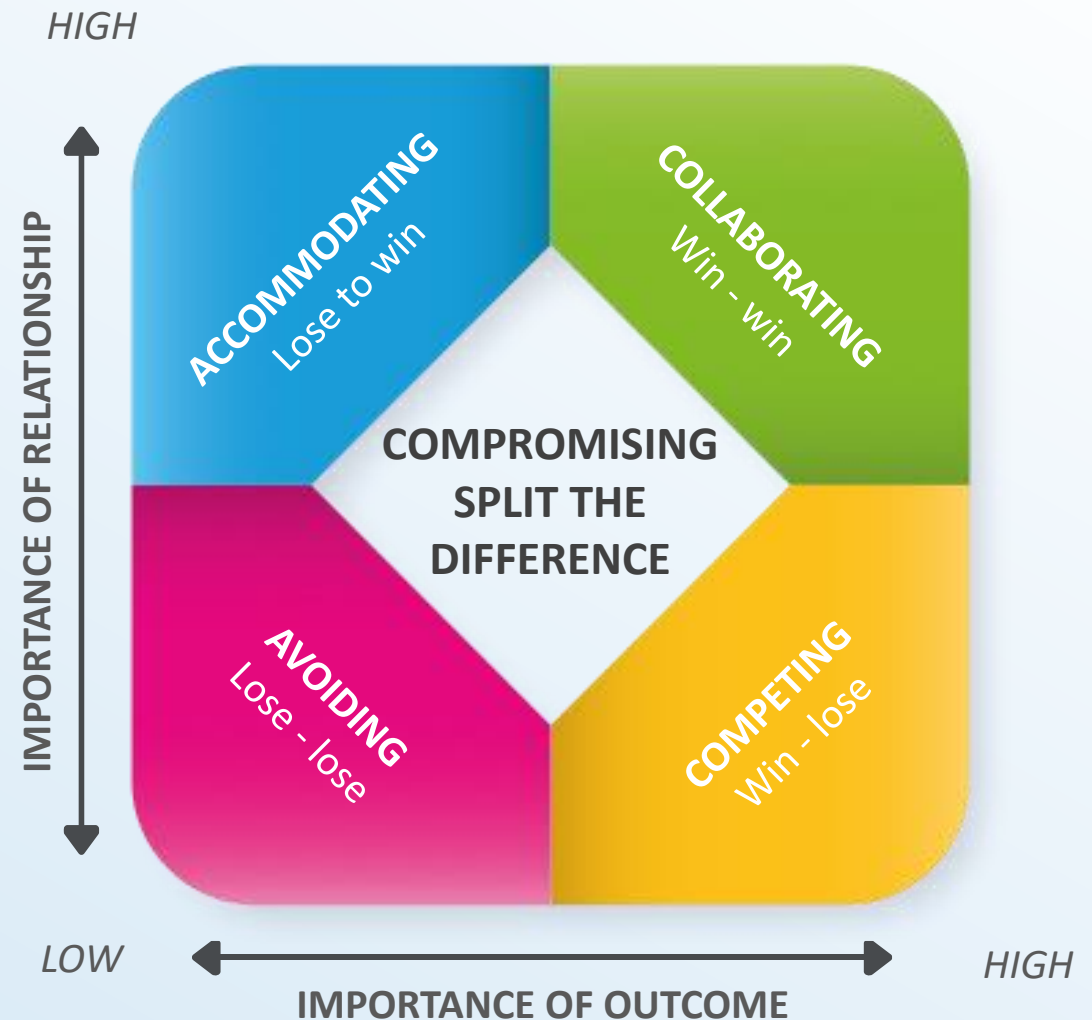 HIGH
IMPORTANCE OF RELATIONSHIP
ACCOMMODATING
Lose to win
COLLABORATING
Win - win
COMPROMISING
SPLIT THE
DIFFERENCE
AVOIDING
Lose - lose
COMPETING
Win - lose
LOW
HIGH
IMPORTANCE OF OUTCOME